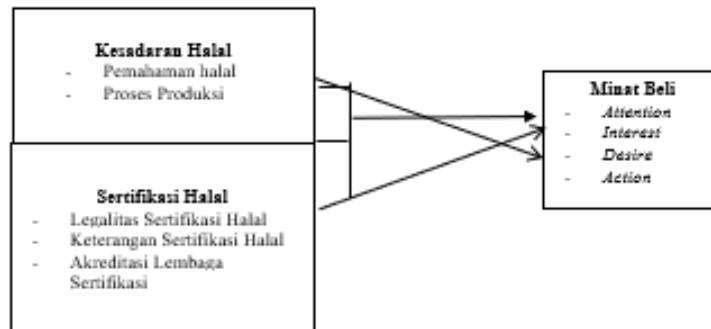 Kesadaran Halal
- Pemahaman halal
- Proses Produksi
Sertifikasi Halal
- Legalitas Sertifikasi Halal
- Keterangan Sertifikasi Halal
- Akreditasi Lembaga
Sertifikasi
Minat Beli
- Attention
- Interest
- Desire
- Action